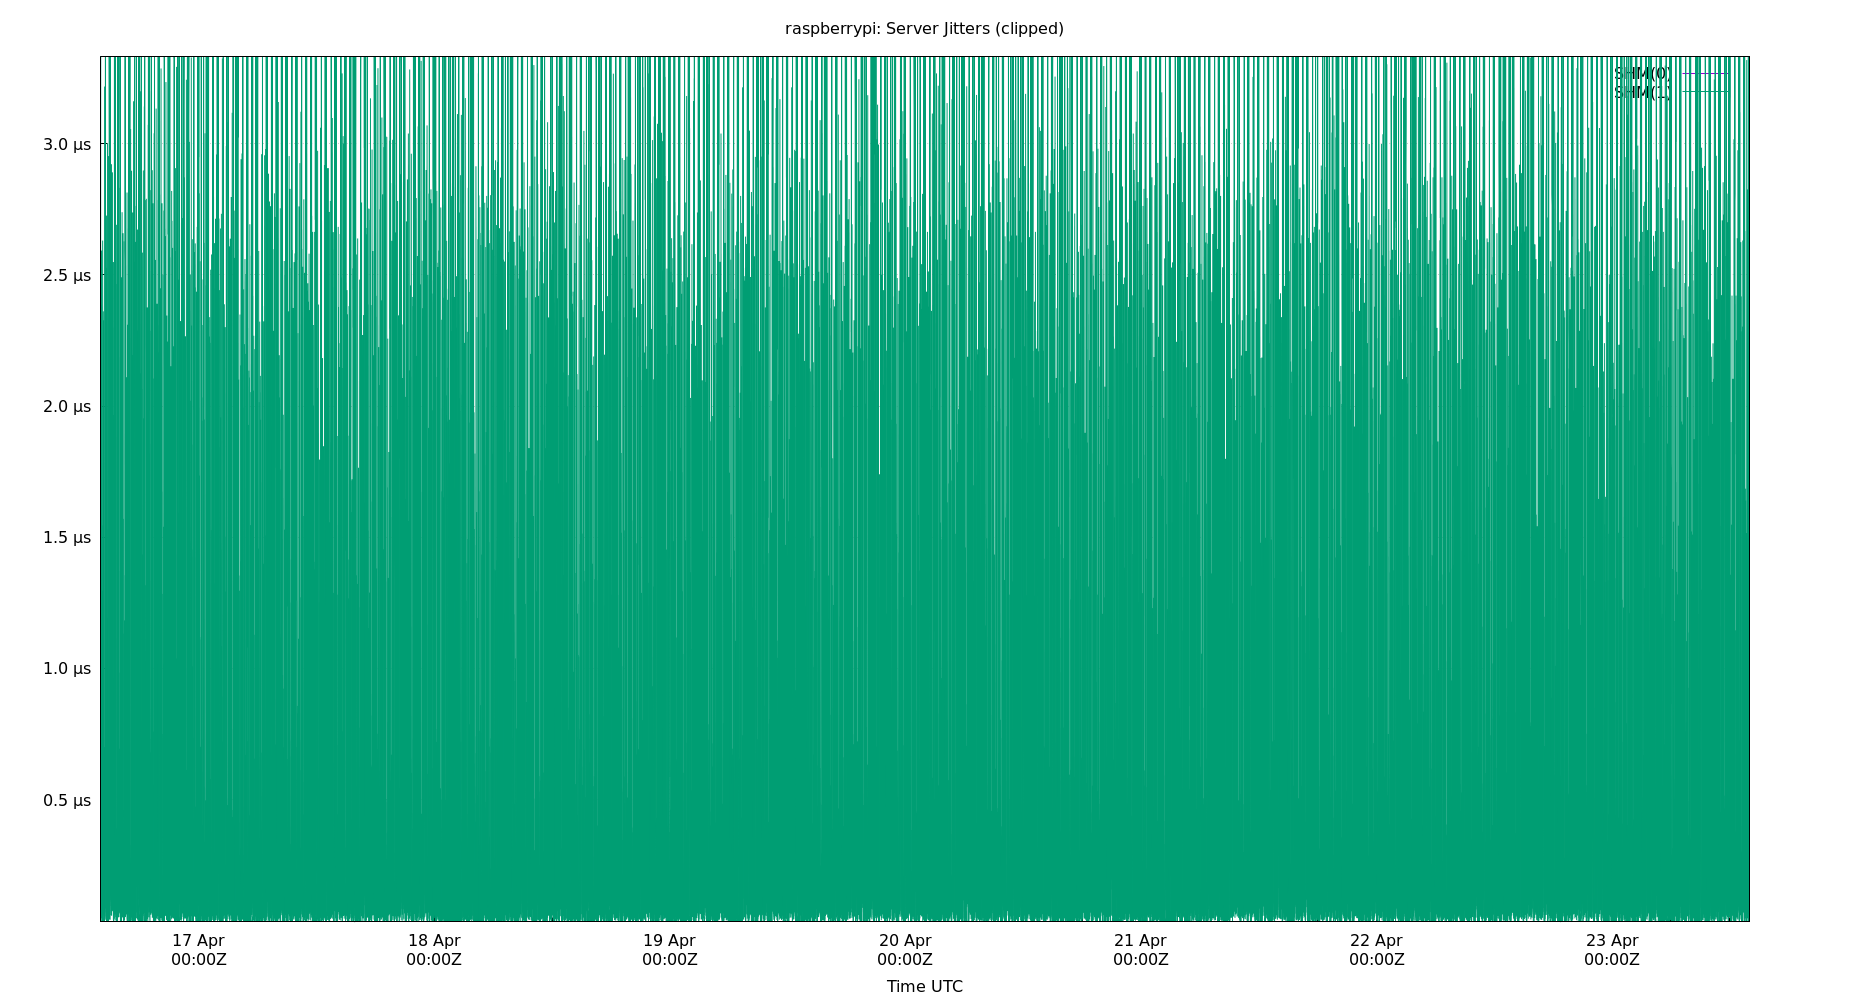 raspberrypi: Server Jitters (clipped)
SHM(0)
SHM(1)
3.0 µs
2.5 µs
2.0 µs
1.5 µs
1.0 µs
0.5 µs
17 Apr 18 Apr 19 Apr 20 Apr 21 Apr 22 Apr 23 Apr
00:00Z 00:00Z 00:00Z 00:00Z 00:00Z 00:00Z 00:00Z
Time UTC